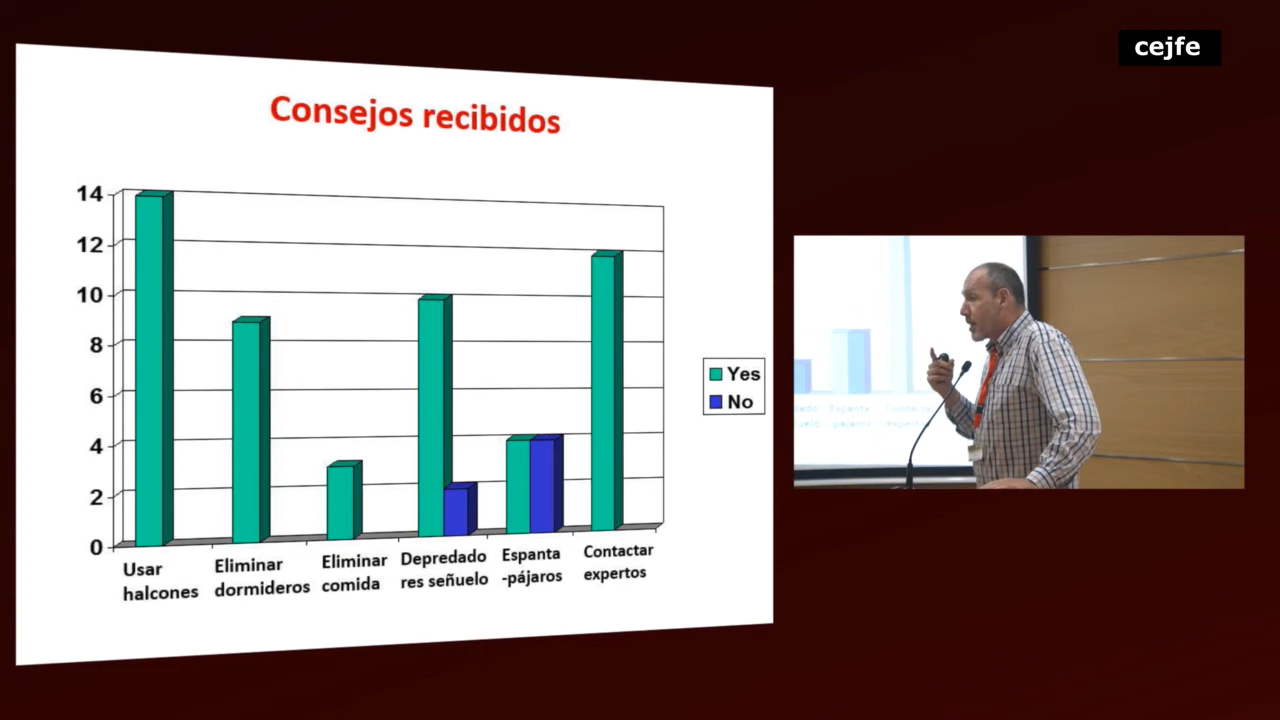 cejfe
Consejos recibidos
14
12
10
8
6
4
2
0
Yes
No
Usar
halcones
Eliminar
dormideros
Eliminar
comida
Depredado
res señuelo
Espanta
-pájaros
Contactar
expertos